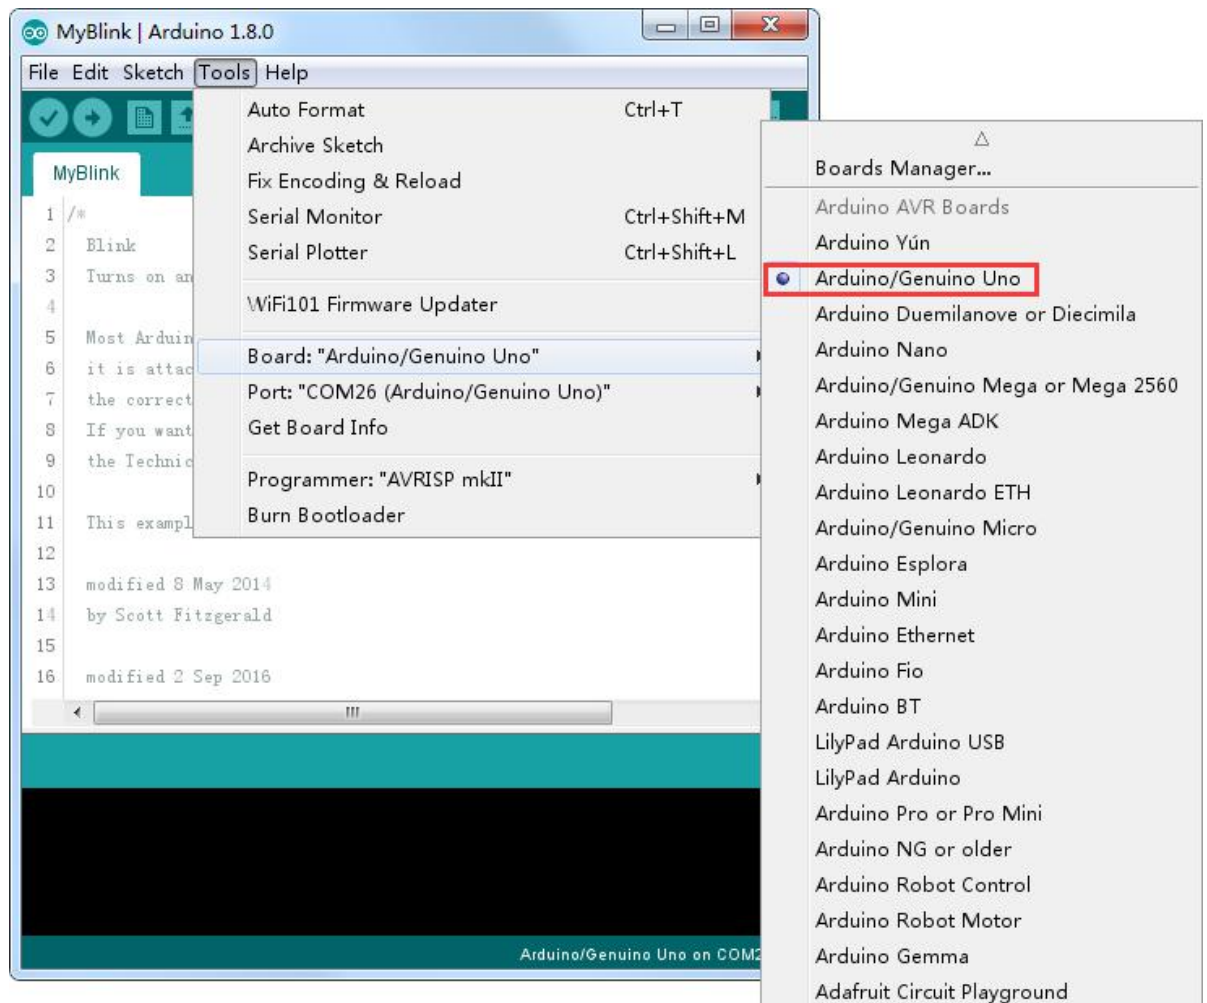 MyBlink | Arduino 1.8.0
File Edit Sketch Tools Help
MyBlink
Auto Format Ctrl+T
Archive Sketch
Fix Encoding & Reload
Serial Monitor Ctrl+Shift+M
Serial Plotter Ctrl+Shift+L
WiFi101 Firmware Updater
Board: "Arduino/Genuino Uno"
Port: "COM26 (Arduino/Genuino Uno)"
Get Board Info
Programmer: "AVRISP mkII"
Burn Bootloader
Boards Manager...
Arduino AVR Boards
Arduino Yún
Arduino/Genuino Uno
Arduino Duemilanove or Diecimila
Arduino Nano
Arduino/Genuino Mega or Mega 2560
Arduino Mega ADK
Arduino Leonardo
Arduino Leonardo ETH
Arduino/Genuino Micro
Arduino Esplora
Arduino Mini
Arduino Ethernet
Arduino Fio
Arduino BT
LilyPad Arduino USB
LilyPad Arduino
Arduino Pro or Pro Mini
Arduino NG or older
Arduino Robot Control
Arduino Robot Motor
Arduino Gemma
Adafruit Circuit Playground
1 /*
2 Blink
3 Turns on an
4
5 Most Arduin
6 it is attac
7 the correct
8 If you want
9 the Technic
10
11 This exampl
12
13 modified 8 May 2014
14 by Scott Fitzgerald
15
16 modified 2 Sep 2016
Arduino/Genuino Uno on COM2